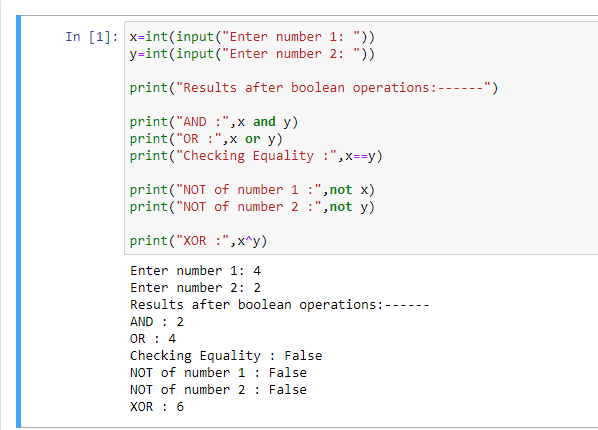 In [1]: x=int(input("Enter number 1: "))
y=int(input("Enter number 2: "))
print("Results after boolean operations:------")
print("AND :",x and y)
print("OR :",x or y)
print("Checking Equality :",x==y)
print("NOT of number 1 :",not x)
print("NOT of number 2 :",not y)
print("XOR :",x^y)
Enter number 1: 4
Enter number 2: 2
Results after boolean operations:------
AND : 2
OR : 4
Checking Equality : False
NOT of number 1 : False
NOT of number 2 : False
XOR : 6